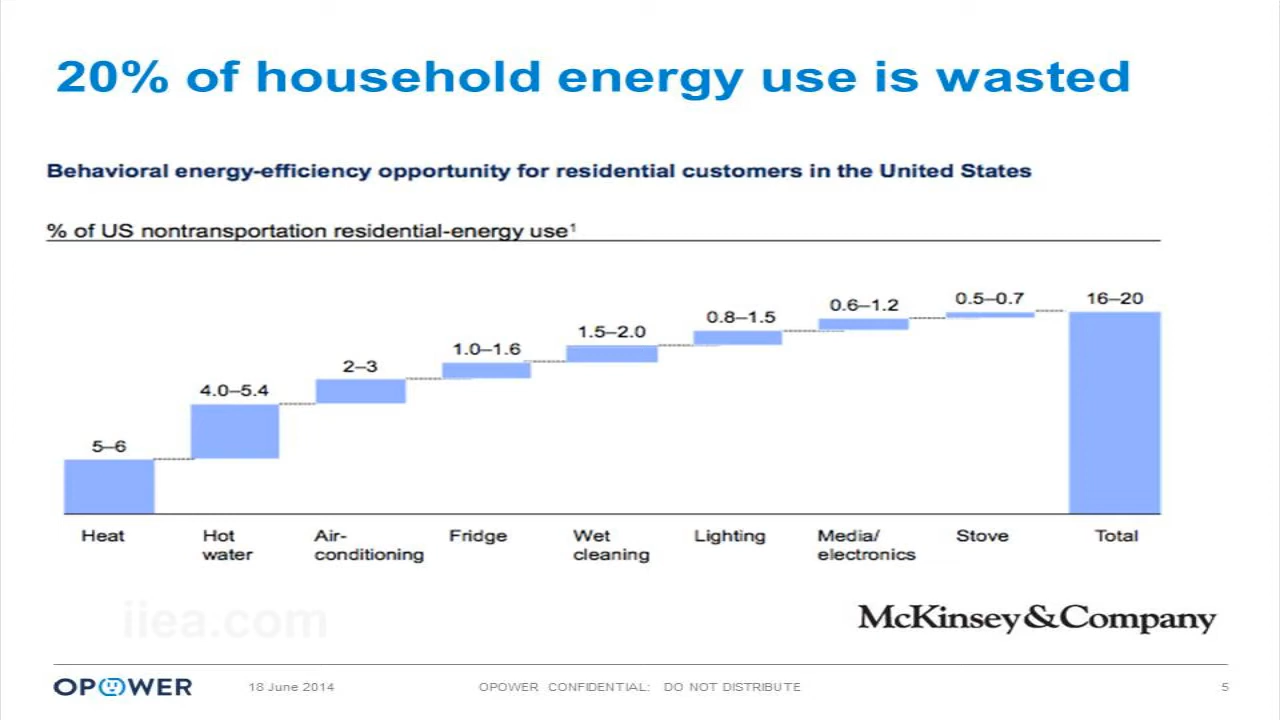 20% of household energy use is wasted
Behavioral energy-efficiency opportunity for residential customers in the United States
% of US nontransportation residential-energy use¹
5–6
4.0–5.4
2–3
1.0–1.6
1.5–2.0
0.8–1.5
0.6–1.2
0.5–0.7
16–20
Heat
Hot
water
Air-
conditioning
Fridge
Wet
cleaning
Lighting
Media/
electronics
Stove
Total
iiea.com
McKinsey&Company
OPOWER
18 June 2014
OPOWER CONFIDENTIAL: DO NOT DISTRIBUTE
5